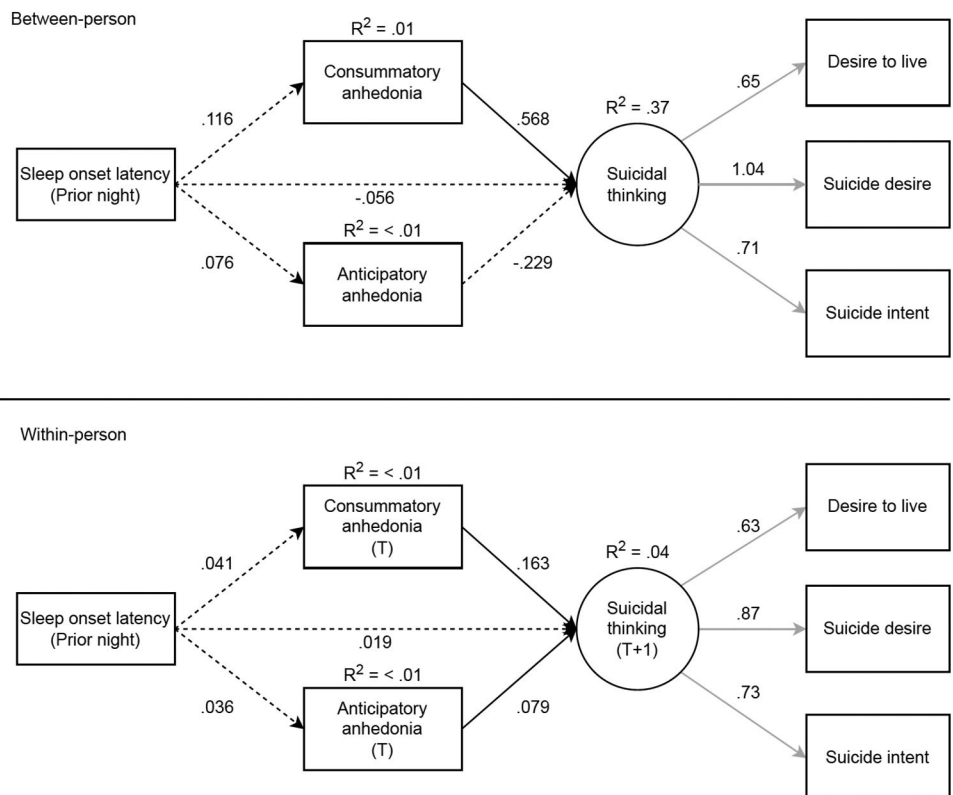 Between-person
R² = .01
Consummatory
anhedonia
Desire to live
.116
.568
R² = .37
.65
Sleep onset latency
(Prior night)
-.056
Suicidal
thinking
1.04
Suicide desire
R² = < .01
.076
Anticipatory
anhedonia
-.229
.71
Suicide intent
Within-person
R² = < .01
Consummatory
anhedonia
(T)
Desire to live
.041
.163
R² = .04
.63
Sleep onset latency
(Prior night)
.019
Suicidal
thinking
(T+1)
.87
Suicide desire
R² = < .01
.036
Anticipatory
anhedonia
(T)
.079
.73
Suicide intent